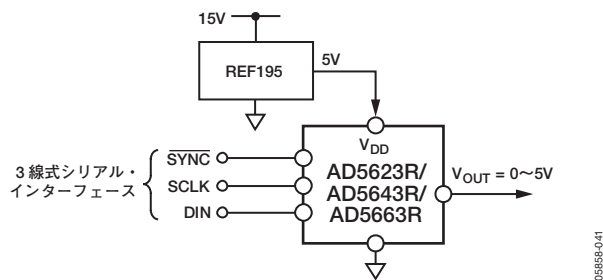 15V
REF195
5V
3 線式シリアル・
インターフェース
SYNC
SCLK
DIN
VDD
AD5623R/
AD5643R/
AD5663R
VOUT = 0～5V
05858-041